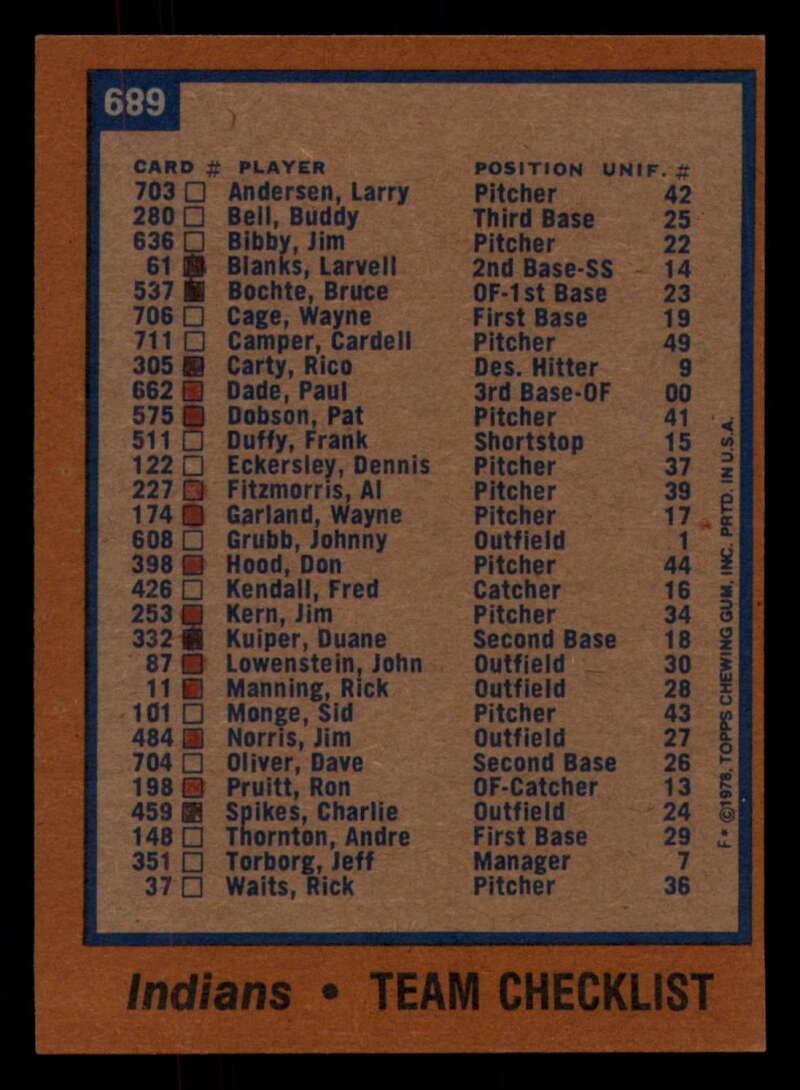 689
CARD # PLAYER POSITION UNIF. #
703 Andersen, Larry Pitcher 42
280 Bell, Buddy Third Base 25
636 Bibby, Jim Pitcher 22
61 Blanks, Larvell 2nd Base-SS 14
537 Bochte, Bruce OF-1st Base 23
706 Cage, Wayne First Base 19
711 Camper, Cardell Pitcher 49
305 Carty, Rico Des. Hitter 9
662 Dade, Paul 3rd Base-OF 00
575 Dobson, Pat Pitcher 41
511 Duffy, Frank Shortstop 15
122 Eckersley, Dennis Pitcher 37
227 Fitzmorris, Al Pitcher 39
174 Garland, Wayne Pitcher 17
608 Grubb, Johnny Outfield 1
398 Hood, Don Pitcher 44
426 Kendall, Fred Catcher 16
253 Kern, Jim Pitcher 34
332 Kuiper, Duane Second Base 18
87 Lowenstein, John Outfield 30
11 Manning, Rick Outfield 28
101 Monge, Sid Pitcher 43
484 Norris, Jim Outfield 27
704 Oliver, Dave Second Base 26
198 Pruitt, Ron OF-Catcher 13
459 Spikes, Charlie Outfield 24
148 Thornton, Andre First Base 29
351 Torborg, Jeff Manager 7
37 Waits, Rick Pitcher 36
F* ©1978, TOPPS CHEWING GUM, INC. PRTD. IN U.S.A.
Indians • TEAM CHECKLIST